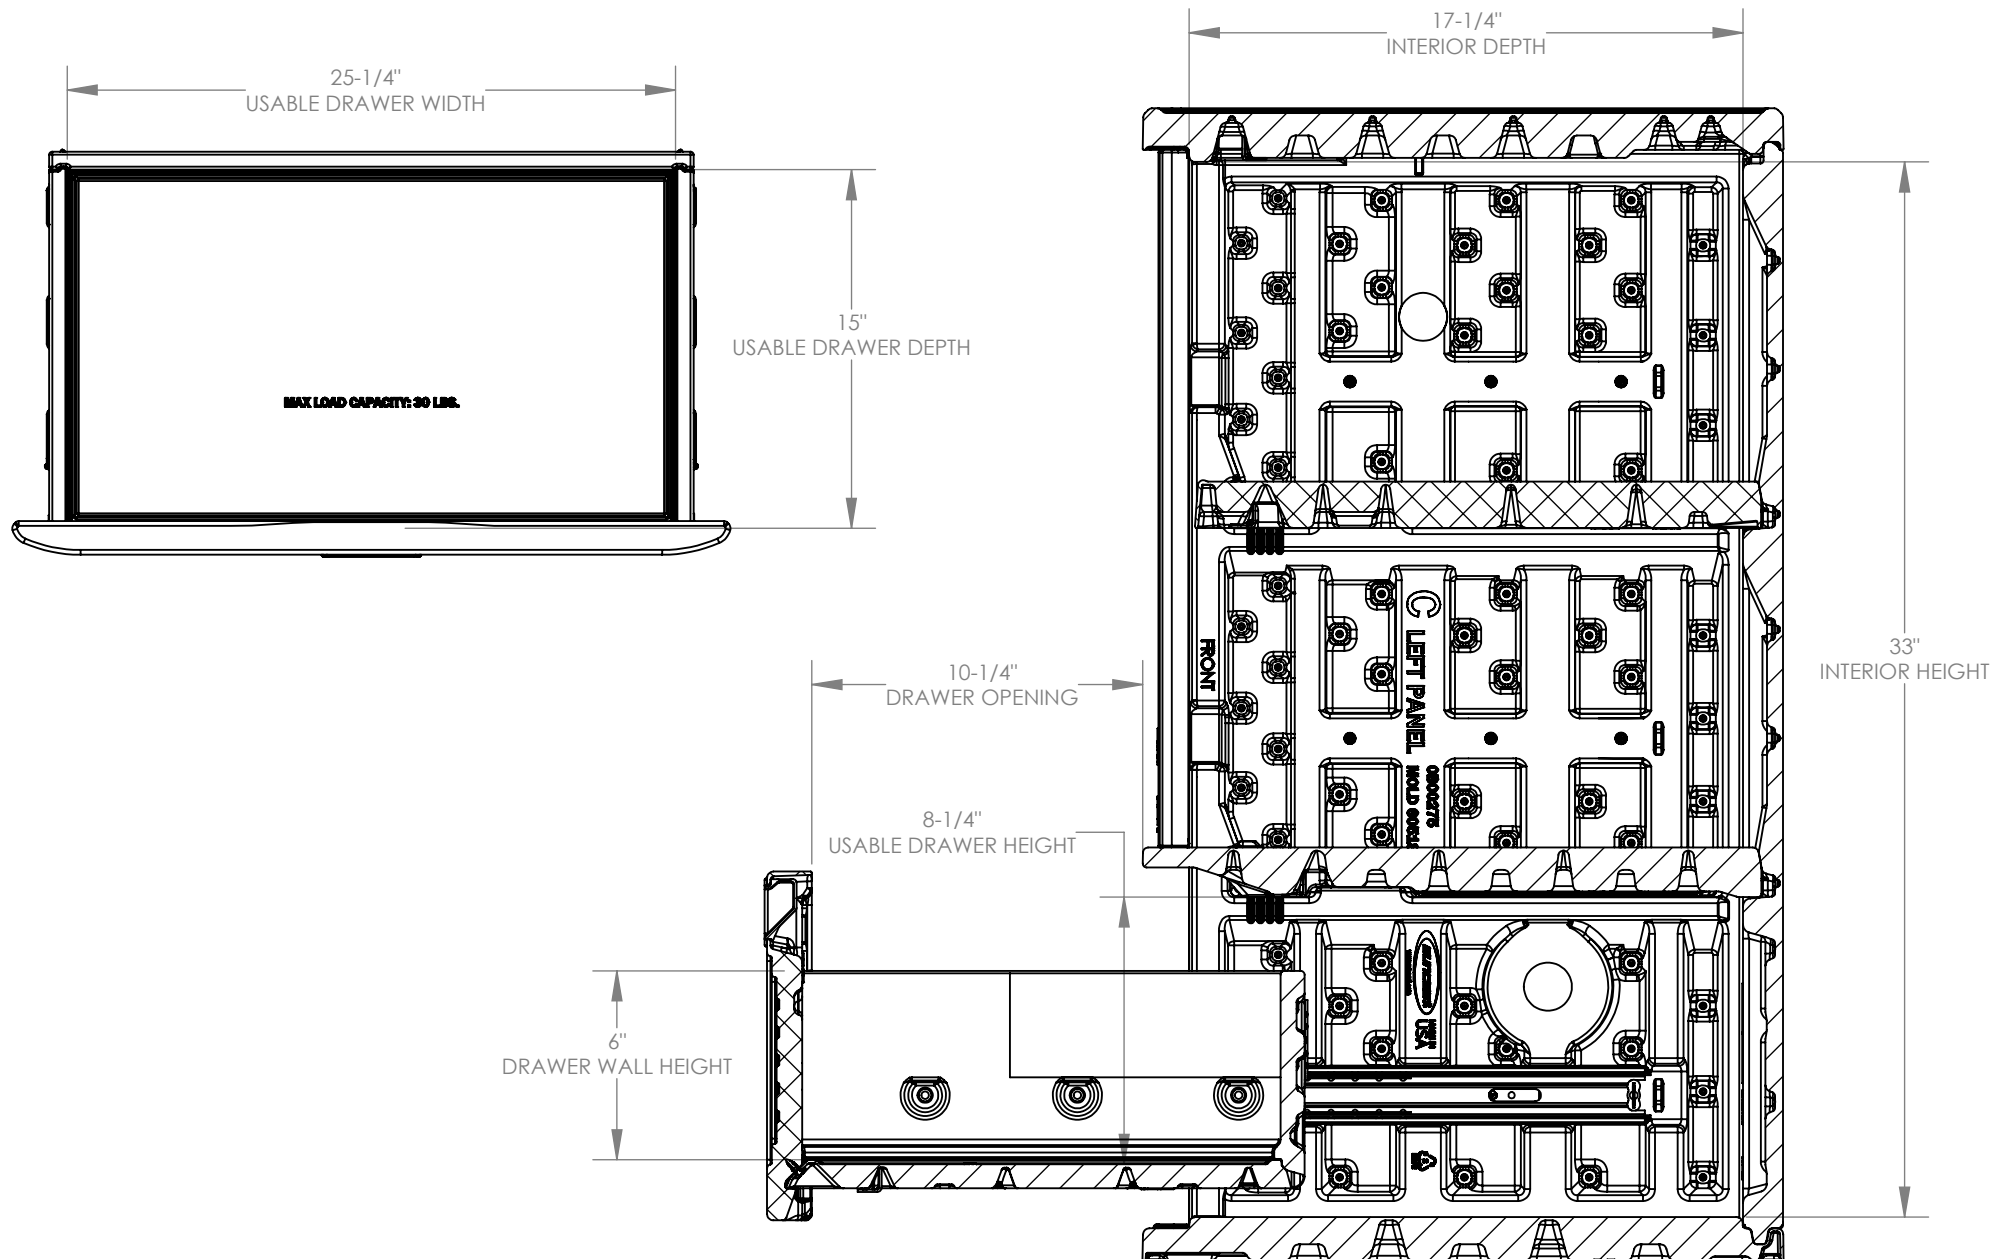 17-1/4"
INTERIOR DEPTH
25-1/4"
USABLE DRAWER WIDTH
15"
USABLE DRAWER DEPTH
MAX LOAD CAPACITY: 30 LBS.
33"
INTERIOR HEIGHT
FRONT
C LEFT PANEL
0B00275
10-1/4"
DRAWER OPENING
8-1/4"
USABLE DRAWER HEIGHT
6"
DRAWER WALL HEIGHT
MOLD
USA